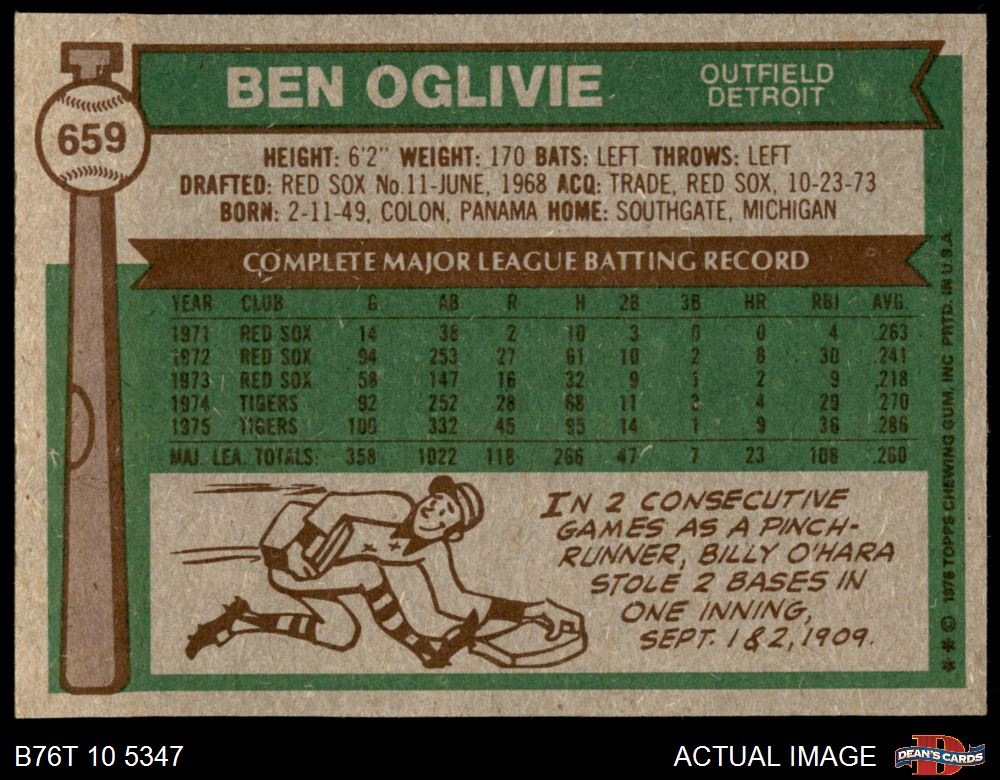 659
BEN OGLIVIE
OUTFIELD
DETROIT
HEIGHT: 6'2" WEIGHT: 170 BATS: LEFT THROWS: LEFT
DRAFTED: RED SOX No.11-JUNE, 1968 ACQ: TRADE, RED SOX, 10-23-73
BORN: 2-11-49, COLON, PANAMA HOME: SOUTHGATE, MICHIGAN
COMPLETE MAJOR LEAGUE BATTING RECORD
YEAR CLUB G AB R H 2B 3B HR RBI AVG.
1971 RED SOX 14 38 2 10 3 0 0 4 .263
1972 RED SOX 94 253 27 61 10 2 8 30 .241
1973 RED SOX 58 147 16 32 9 1 2 9 .218
1974 TIGERS 92 252 28 68 11 3 4 29 .270
1975 TIGERS 100 332 45 95 14 1 9 36 .286
MAJ. LEA. TOTALS: 358 1022 118 266 47 7 23 108 .260
IN 2 CONSECUTIVE
GAMES AS A PINCH-
RUNNER, BILLY O'HARA
STOLE 2 BASES IN
ONE INNING,
SEPT. 1 & 2, 1909.
** © 1976 TOPPS CHEWING GUM, INC. PRTD. IN U.S.A.
B76T 10 5347
ACTUAL IMAGE
D
DEAN'S CARDS